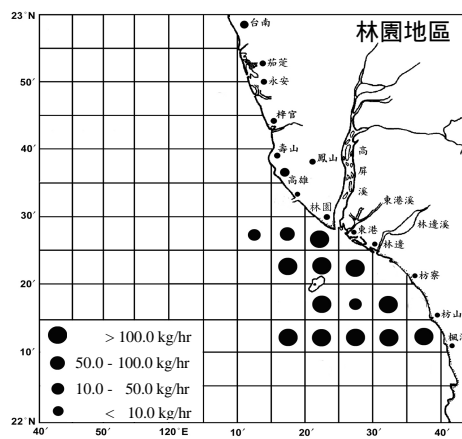 林園地區
23° N
台南
茄萣
50'
永安
梓官
壽山
40'
鳳山
高屏溪
高雄
東港溪
林園
林邊溪
30'
東港
林邊
枋寮
20'
枋山
> 100.0 kg/hr
50.0 - 100.0 kg/hr
10.0 - 50.0 kg/hr
< 10.0 kg/hr
10'
22° N
40' 50' 120° E 10' 20' 30' 40'